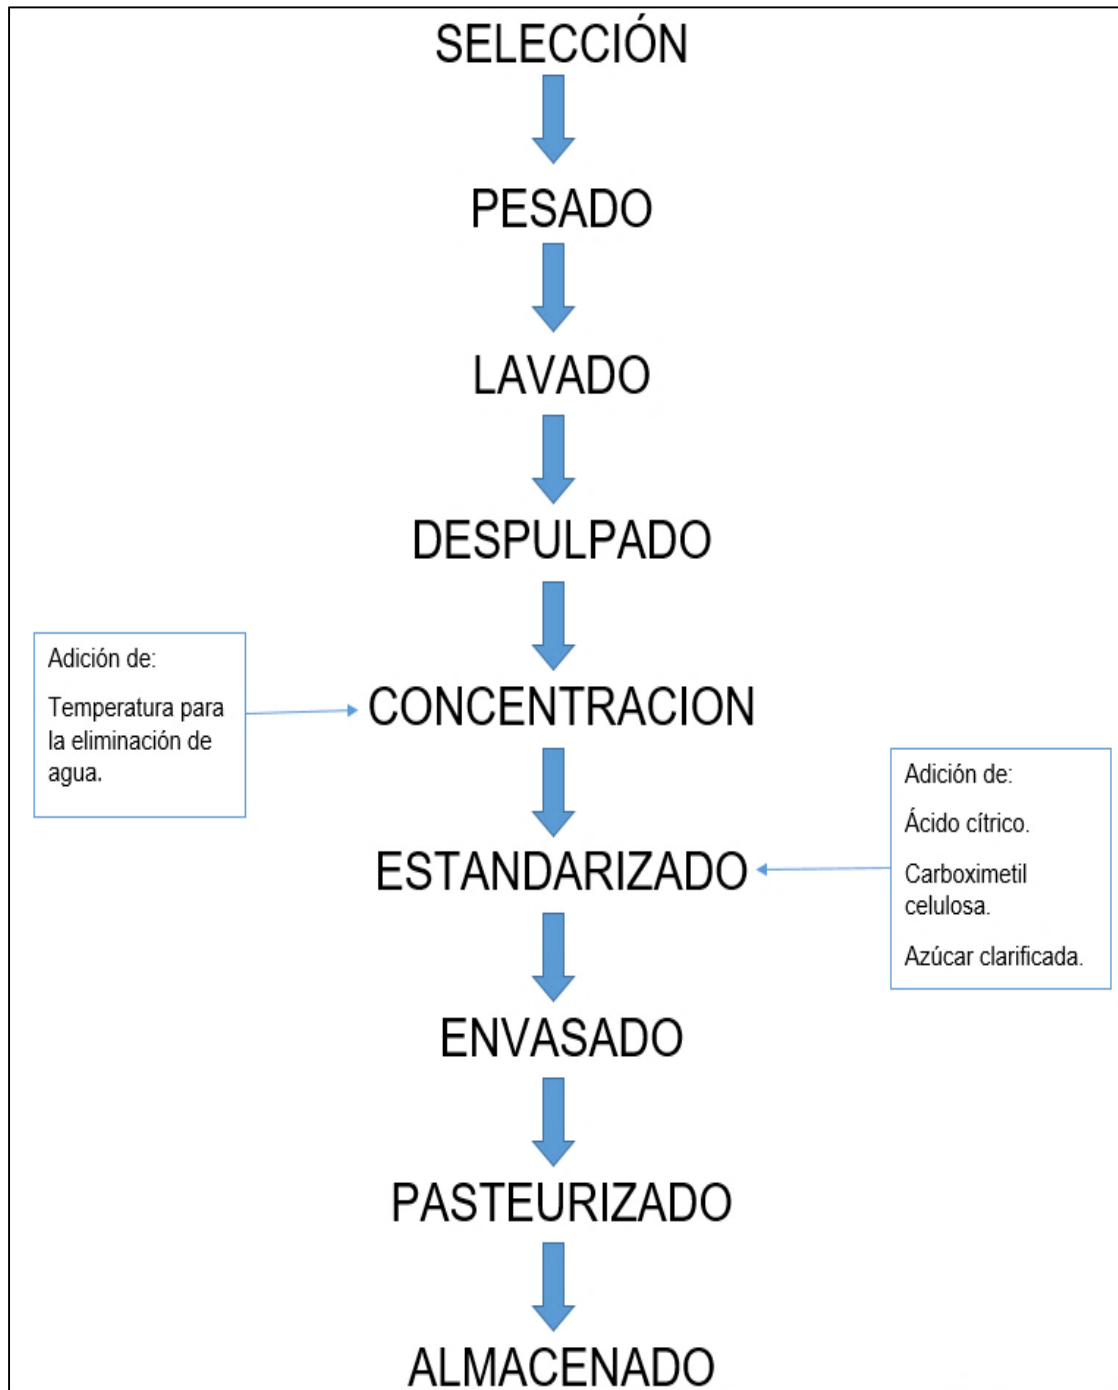 SELECCIÓN
PESADO
LAVADO
DESPULPADO
Adición de:
Temperatura para
la eliminación de
agua.
CONCENTRACION
Adición de:
Ácido cítrico.
Carboximetil
celulosa.
Azúcar clarificada.
ESTANDARIZADO
ENVASADO
PASTEURIZADO
ALMACENADO